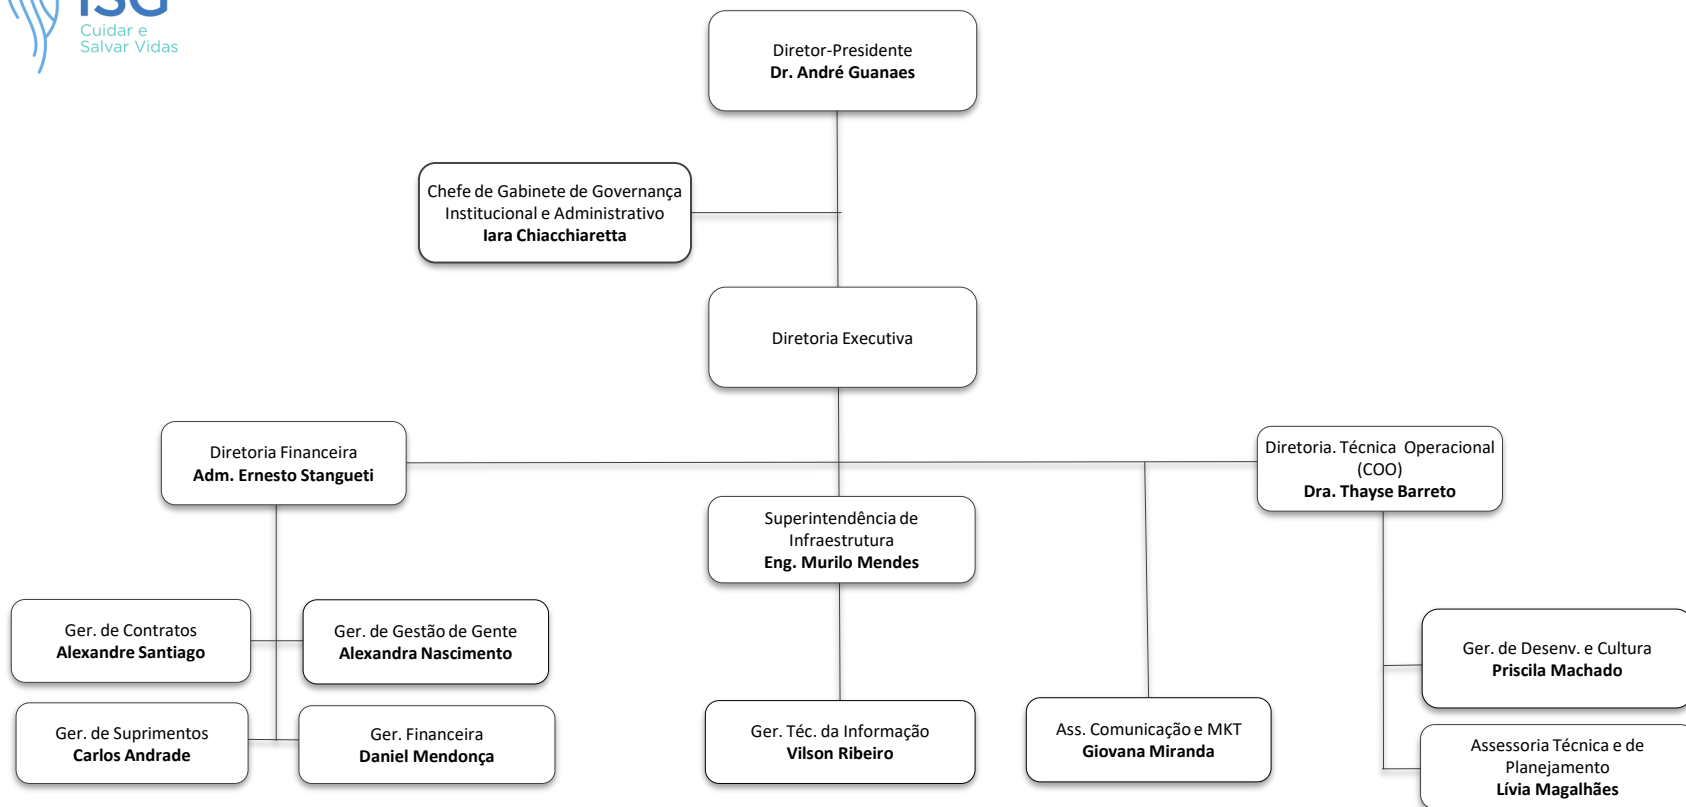 ISG
Cuidar e
Salvar Vidas
Diretor-Presidente
Dr. André Guanaes
Chefe de Gabinete de Governança
Institucional e Administrativo
Iara Chiacchiaretta
Diretoria Executiva
Diretoria Financeira
Adm. Ernesto Stangueti
Diretoria. Técnica Operacional
(COO)
Dra. Thayse Barreto
Superintendência de
Infraestrutura
Eng. Murilo Mendes
Ger. de Contratos
Alexandre Santiago
Ger. de Gestão de Gente
Alexandra Nascimento
Ger. de Desenv. e Cultura
Priscila Machado
Ger. de Suprimentos
Carlos Andrade
Ger. Financeira
Daniel Mendonça
Ger. Téc. da Informação
Vilson Ribeiro
Ass. Comunicação e MKT
Giovana Miranda
Assessoria Técnica e de
Planejamento
Lívia Magalhães